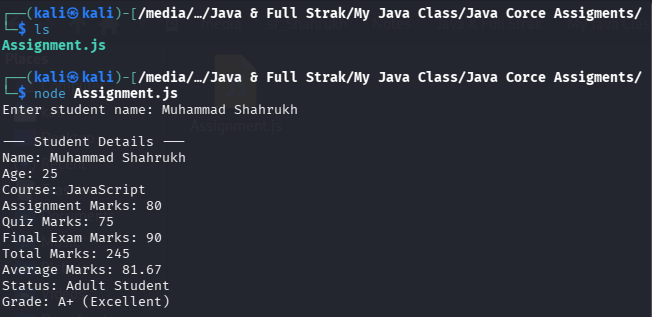 ┌──(kali㉿kali)-[/media/…/Java & Full Strak/My Java Class/Java Corce Assigments/
└─$ ls
Assignment.js
┌──(kali㉿kali)-[/media/…/Java & Full Strak/My Java Class/Java Corce Assigments/
└─$ node Assignment.js
Enter student name: Muhammad Shahrukh
——— Student Details ———
Name: Muhammad Shahrukh
Age: 25
Course: JavaScript
Assignment Marks: 80
Quiz Marks: 75
Final Exam Marks: 90
Total Marks: 245
Average Marks: 81.67
Status: Adult Student
Grade: A+ (Excellent)
Places
Assignment.js